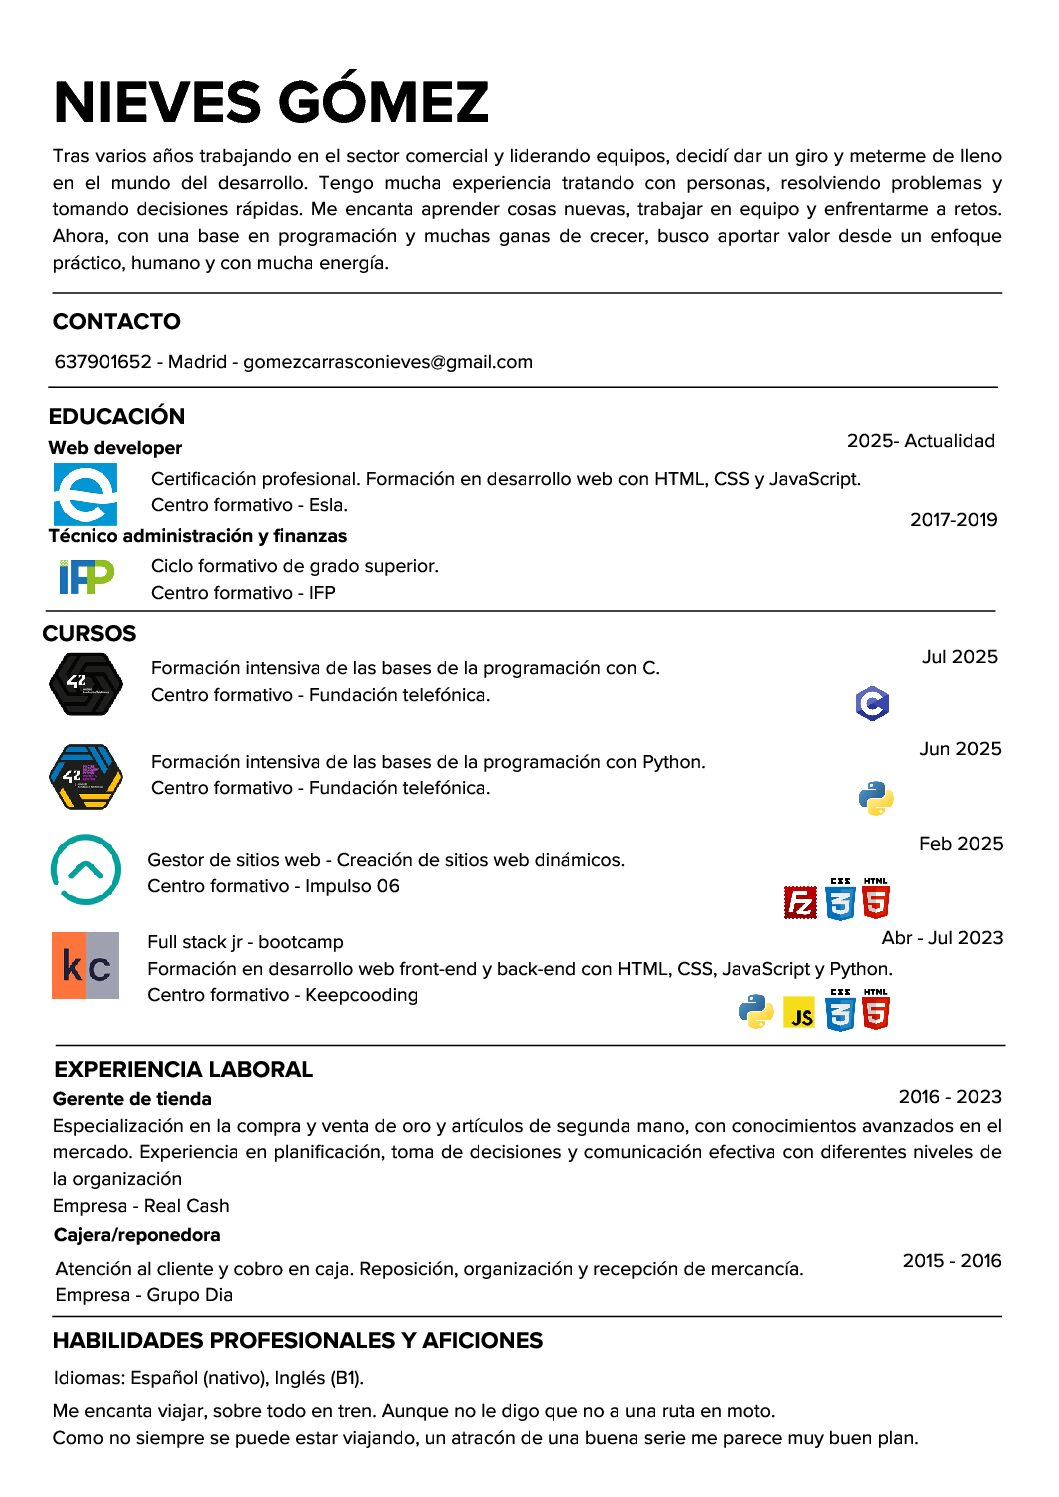 NIEVES GÓMEZ
Tras varios años trabajando en el sector comercial y liderando equipos, decidí dar un giro y meterme de lleno
en el mundo del desarrollo. Tengo mucha experiencia tratando con personas, resolviendo problemas y
tomando decisiones rápidas. Me encanta aprender cosas nuevas, trabajar en equipo y enfrentarme a retos.
Ahora, con una base en programación y muchas ganas de crecer, busco aportar valor desde un enfoque
práctico, humano y con mucha energía.
CONTACTO
637901652 - Madrid - gomezcarrasconieves@gmail.com
EDUCACIÓN
Web developer
2025- Actualidad
Certificación profesional. Formación en desarrollo web con HTML, CSS y JavaScript.
Centro formativo - Esla.
2017-2019
Técnico administración y finanzas
iFP
Ciclo formativo de grado superior.
Centro formativo - IFP
CURSOS
Jul 2025
42
Formación intensiva de las bases de la programación con C.
Centro formativo - Fundación telefónica.
C
Jun 2025
42
Formación intensiva de las bases de la programación con Python.
Centro formativo - Fundación telefónica.
Feb 2025
Gestor de sitios web - Creación de sitios web dinámicos.
Centro formativo - Impulso 06
Fz CSS 3 HTML 5
Abr - Jul 2023
kc
Full stack jr - bootcamp
Formación en desarrollo web front-end y back-end con HTML, CSS, JavaScript y Python.
Centro formativo - Keepcooding
JS CSS 3 HTML 5
EXPERIENCIA LABORAL
Gerente de tienda
2016 - 2023
Especialización en la compra y venta de oro y artículos de segunda mano, con conocimientos avanzados en el
mercado. Experiencia en planificación, toma de decisiones y comunicación efectiva con diferentes niveles de
la organización
Empresa - Real Cash
Cajera/reponedora
2015 - 2016
Atención al cliente y cobro en caja. Reposición, organización y recepción de mercancía.
Empresa - Grupo Dia
HABILIDADES PROFESIONALES Y AFICIONES
Idiomas: Español (nativo), Inglés (B1).
Me encanta viajar, sobre todo en tren. Aunque no le digo que no a una ruta en moto.
Como no siempre se puede estar viajando, un atracón de una buena serie me parece muy buen plan.